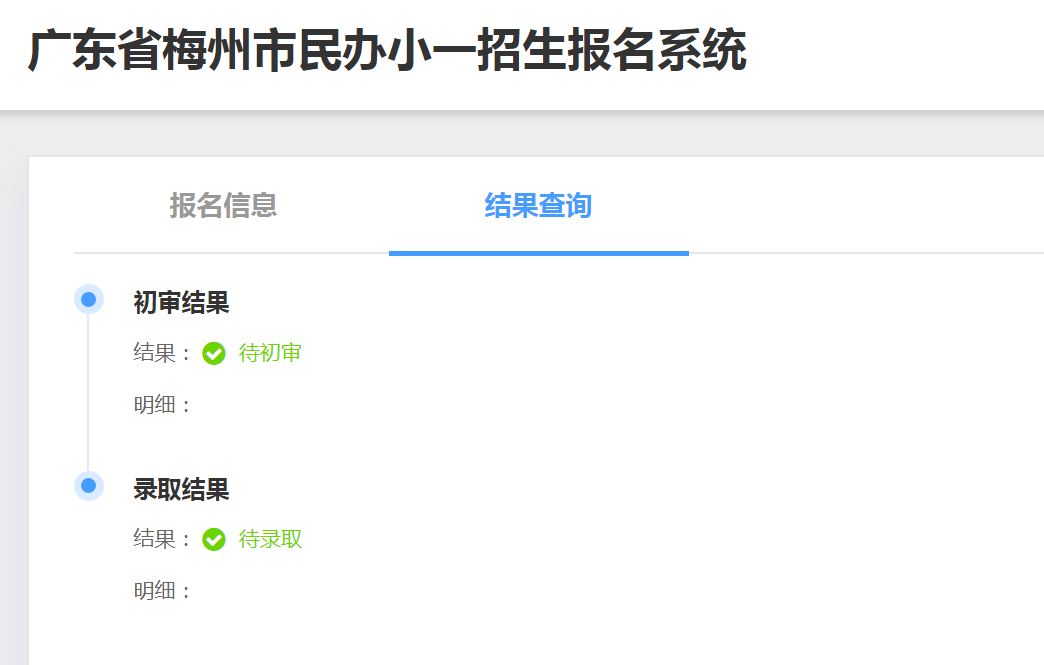 广东省梅州市民办小一招生报名系统
报名信息 结果查询
初审结果
结果： 待初审
明细：
录取结果
结果： 待录取
明细：